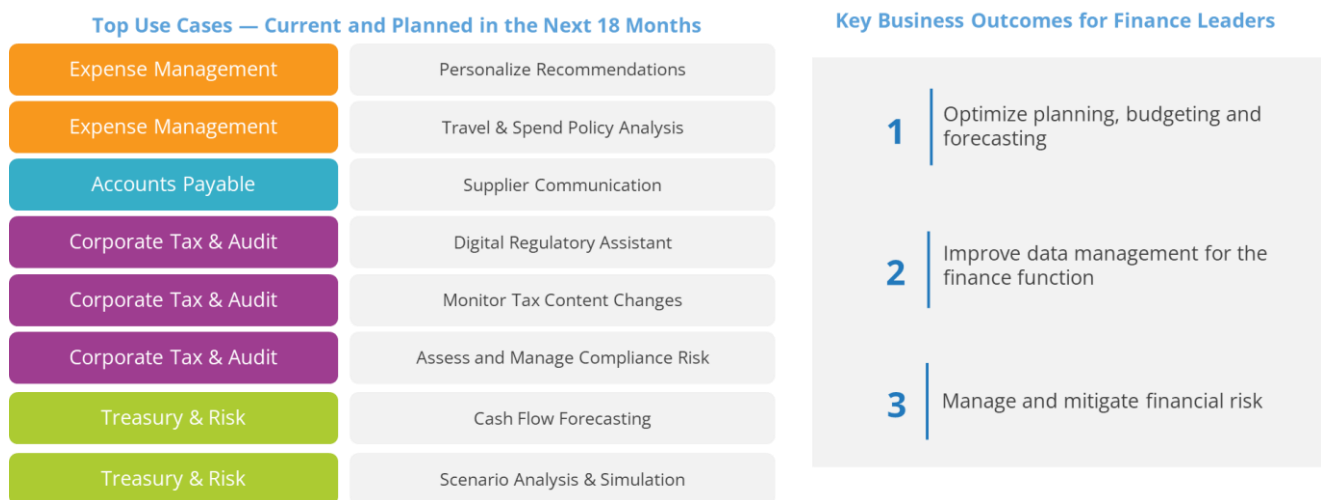 Top Use Cases — Current and Planned in the Next 18 Months
Expense Management
Personalize Recommendations
Expense Management
Travel & Spend Policy Analysis
Accounts Payable
Supplier Communication
Corporate Tax & Audit
Digital Regulatory Assistant
Corporate Tax & Audit
Monitor Tax Content Changes
Corporate Tax & Audit
Assess and Manage Compliance Risk
Treasury & Risk
Cash Flow Forecasting
Treasury & Risk
Scenario Analysis & Simulation
Key Business Outcomes for Finance Leaders
1
Optimize planning, budgeting and
forecasting
2
Improve data management for the
finance function
3
Manage and mitigate financial risk